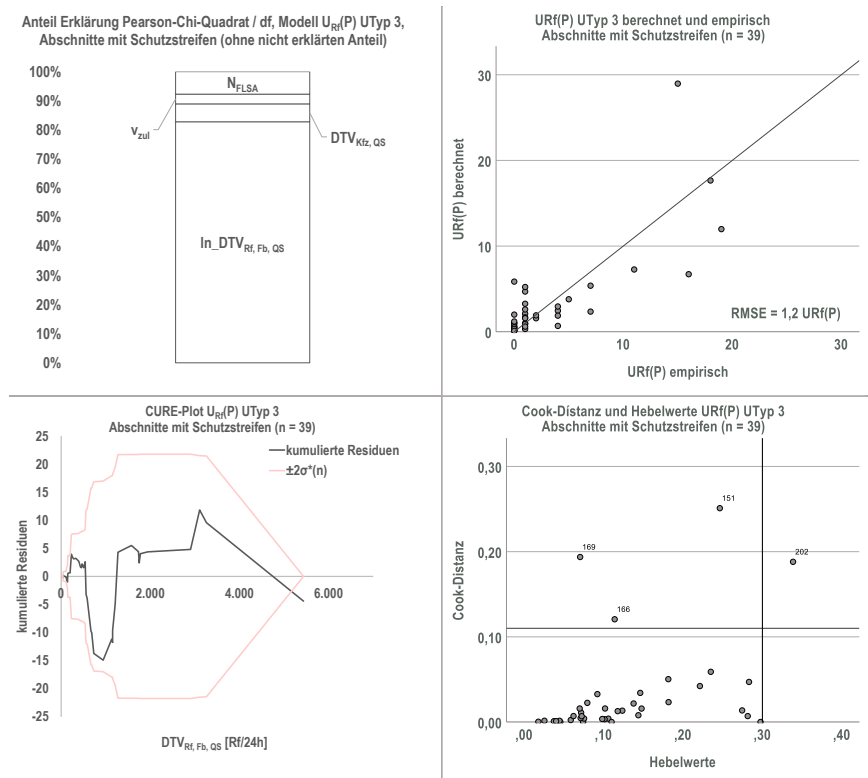 Anteil Erklärung Pearson-Chi-Quadrat / df, Modell URf(P) UTyp 3,
Abschnitte mit Schutzstreifen (ohne nicht erklärten Anteil)
100%
90%
80%
70%
60%
50%
40%
30%
20%
10%
0%
NFLSA
vzul
DTVKfz, QS
ln_DTVRf, Fb, QS
URf(P) UTyp 3 berechnet und empirisch
Abschnitte mit Schutzstreifen (n = 39)
URf(P) berechnet
30
20
10
0
RMSE = 1,2 URf(P)
0
10
20
30
URf(P) empirisch
CURE-Plot URf(P) UTyp 3
Abschnitte mit Schutzstreifen (n = 39)
kumulierte Residuen
±2σ*(n)
kumulierte Residuen
25
20
15
10
5
0
-5
-10
-15
-20
-25
0
2.000
4.000
6.000
DTVRf, Fb, QS [Rf/24h]
Cook-Distanz und Hebelwerte URf(P) UTyp 3
Abschnitte mit Schutzstreifen (n = 39)
Cook-Distanz
0,30
0,20
0,10
0,00
151
169
202
166
,00
,10
,20
,30
,40
Hebelwerte